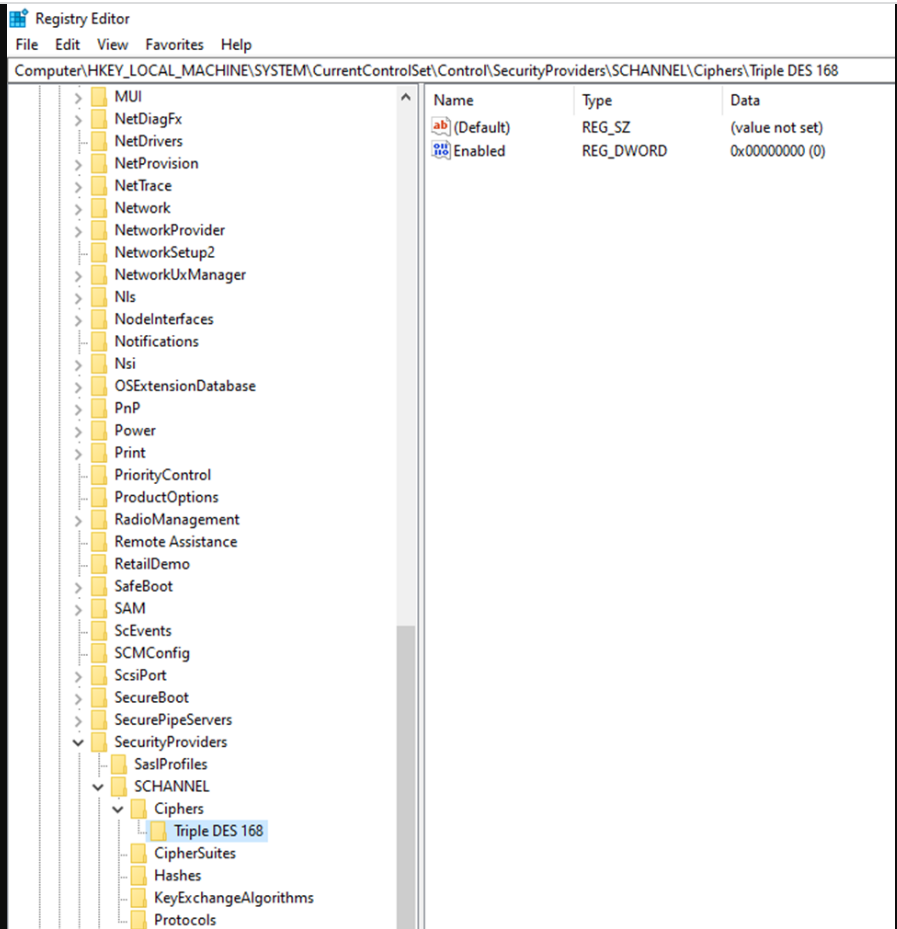 Registry Editor
File Edit View Favorites Help
Computer\HKEY_LOCAL_MACHINE\SYSTEM\CurrentControlSet\Control\SecurityProviders\SCHANNEL\Ciphers\Triple DES 168
MUI
NetDiagFx
NetDrivers
NetProvision
NetTrace
Network
NetworkProvider
NetworkSetup2
NetworkUxManager
Nls
NodeInterfaces
Notifications
Nsi
OSExtensionDatabase
PnP
Power
Print
PriorityControl
ProductOptions
RadioManagement
Remote Assistance
RetailDemo
SafeBoot
SAM
ScEvents
SCMConfig
ScsiPort
SecureBoot
SecurePipeServers
SecurityProviders
SaslProfiles
SCHANNEL
Ciphers
Triple DES 168
CipherSuites
Hashes
KeyExchangeAlgorithms
Protocols
Name Type Data
ab (Default) REG_SZ (value not set)
Enabled REG_DWORD 0x00000000 (0)